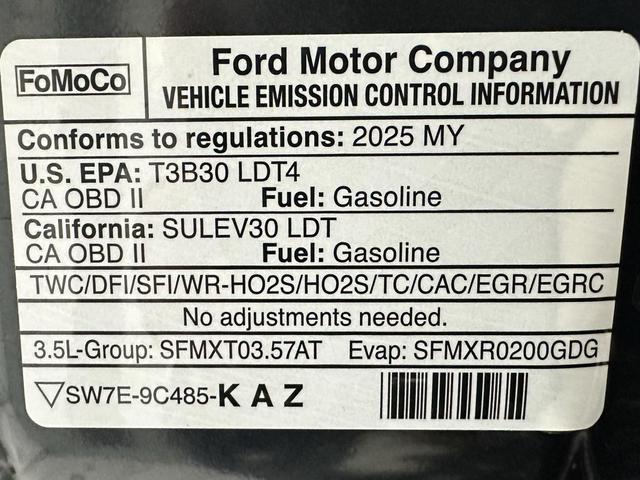 FoMoCo
Ford Motor Company
VEHICLE EMISSION CONTROL INFORMATION
Conforms to regulations: 2025 MY
U.S. EPA: T3B30 LDT4
CA OBD II Fuel: Gasoline
California: SULEV30 LDT
CA OBD II Fuel: Gasoline
TWC/DFI/SFI/WR-HO2S/HO2S/TC/CAC/EGR/EGRC
No adjustments needed.
3.5L-Group: SFMXT03.57AT Evap: SFMXR0200GDG
SW7E-9C485-K A Z